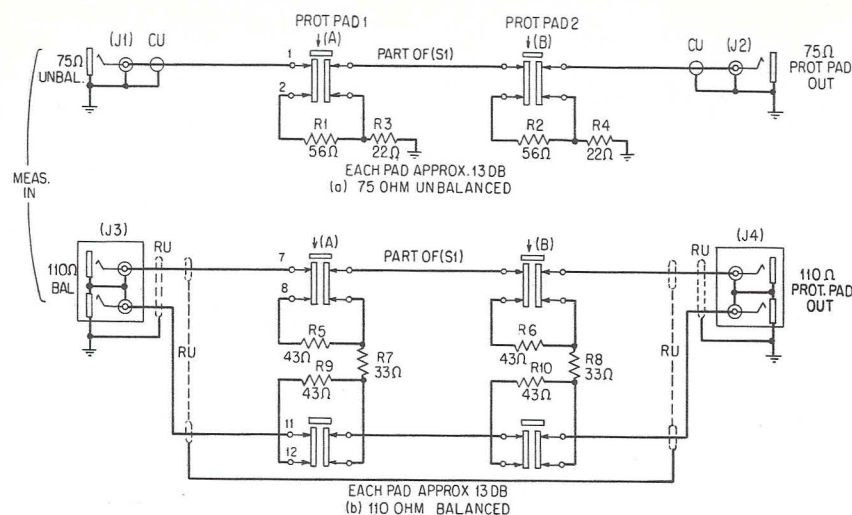 PROT PAD 1
PROT PAD 2
(J1)
CU
(A)
(B)
CU
(J2)
75Ω
UNBAL.
1
PART OF (S1)
75Ω
PROT PAD
OUT
2
R1
56Ω
R3
22Ω
R2
56Ω
R4
22Ω
EACH PAD APPROX. 13 DB
(a) 75 OHM UNBALANCED
MEAS.
IN
(J3)
RU
(A)
(B)
RU
(J4)
7
PART OF (S1)
110Ω
BAL
8
110 Ω
PROT. PAD
OUT
RU
R5
43Ω
R7
33Ω
R9
43Ω
R6
43Ω
R8
33Ω
R10
43Ω
RU
11
12
EACH PAD APPROX 13 DB
(b) 110 OHM BALANCED